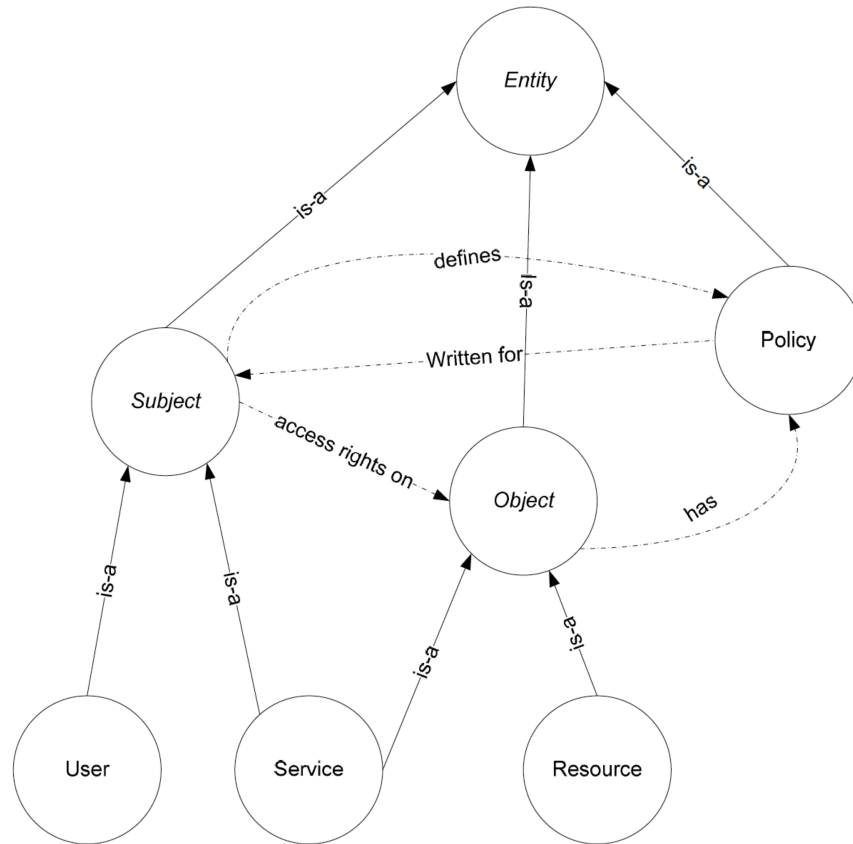 Entity
is-a
is-a
defines
Is-a
Written for
Policy
Subject
access rights on
Object
has
is-a
is-a
is-a
is-a
User
Service
Resource